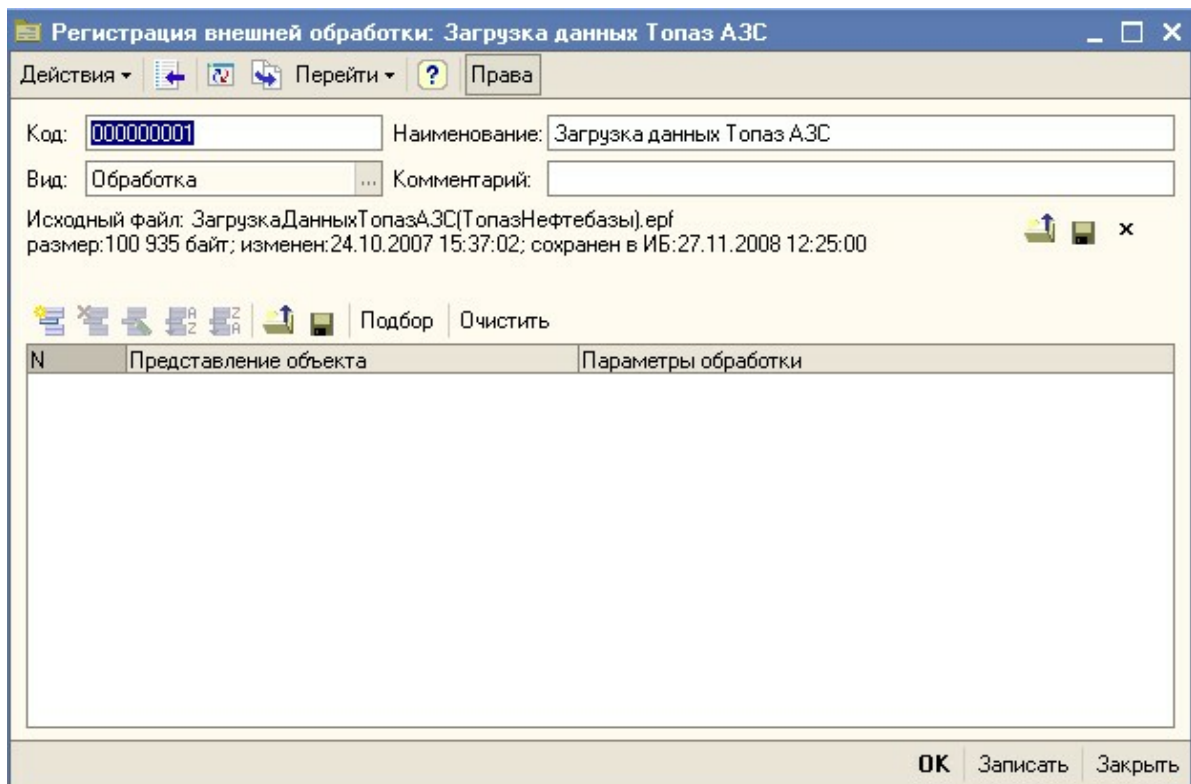 Регистрация внешней обработки: Загрузка данных Топаз АЗС
Действия Перейти ? Права
Код: 000000001 Наименование: Загрузка данных Топаз АЗС
Вид: Обработка ... Комментарий:
Исходный файл: ЗагрузкаДанныхТопазАЗС(ТопазНефтебазы).epf
размер:100 935 байт; изменен:24.10.2007 15:37:02; сохранен в ИБ:27.11.2008 12:25:00
Подбор Очистить
N Представление объекта Параметры обработки
OK Записать Закрыть